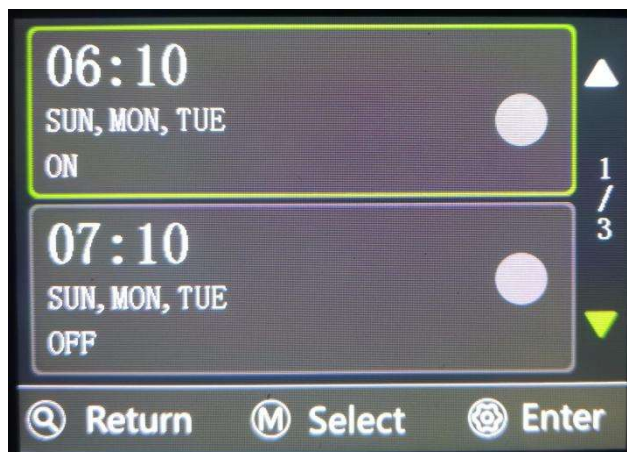 06:10
SUN, MON, TUE
ON
07:10
SUN, MON, TUE
OFF
1
/
3
Return
M Select
Enter